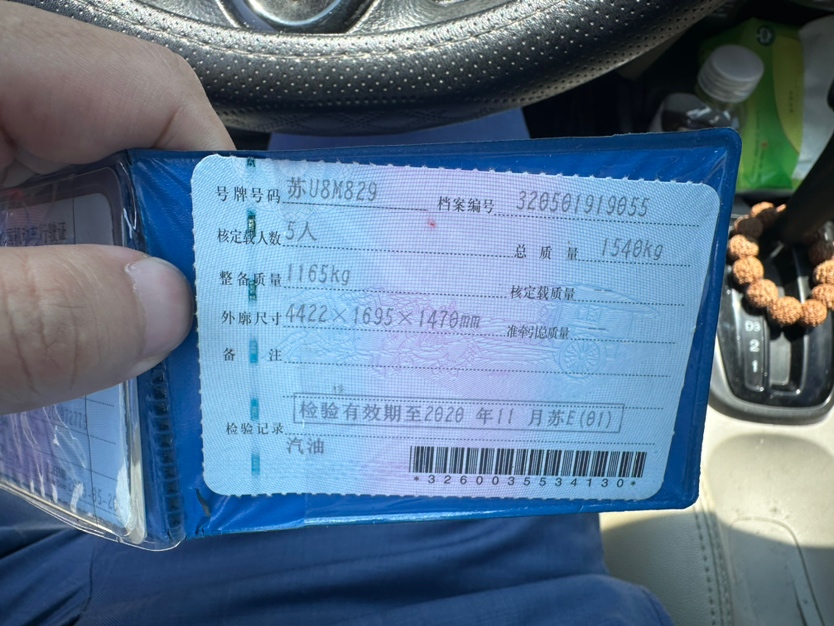 号牌号码 苏U8M829 档案编号 320501919055
核定载人数 5人 总质量 1540kg
整备质量 1165kg 核定载质量
外廓尺寸 4422×1695×1470mm 准牵引总质量
备注
检验有效期至2020年11月苏E(01)
检验记录
汽油
*3260035534130*
D3
2
1